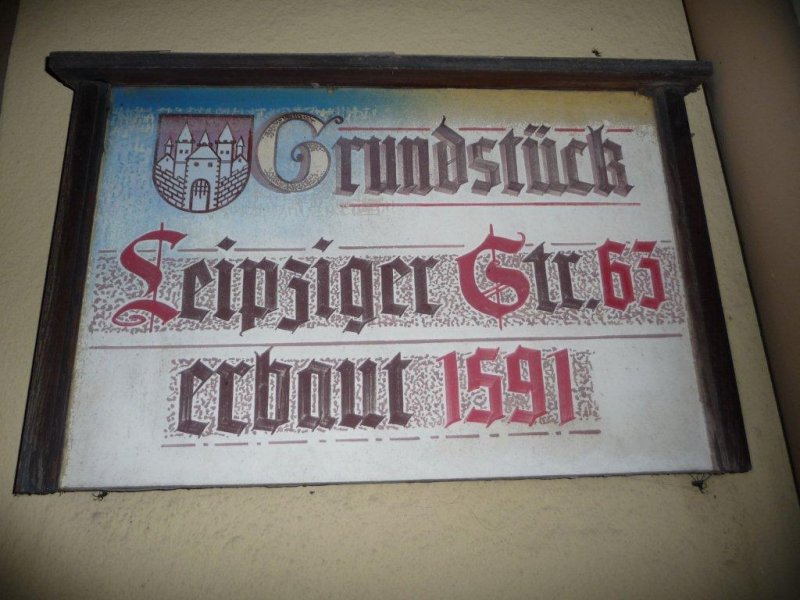 Grundstück
Leipziger Str. 63
erbaut 1591